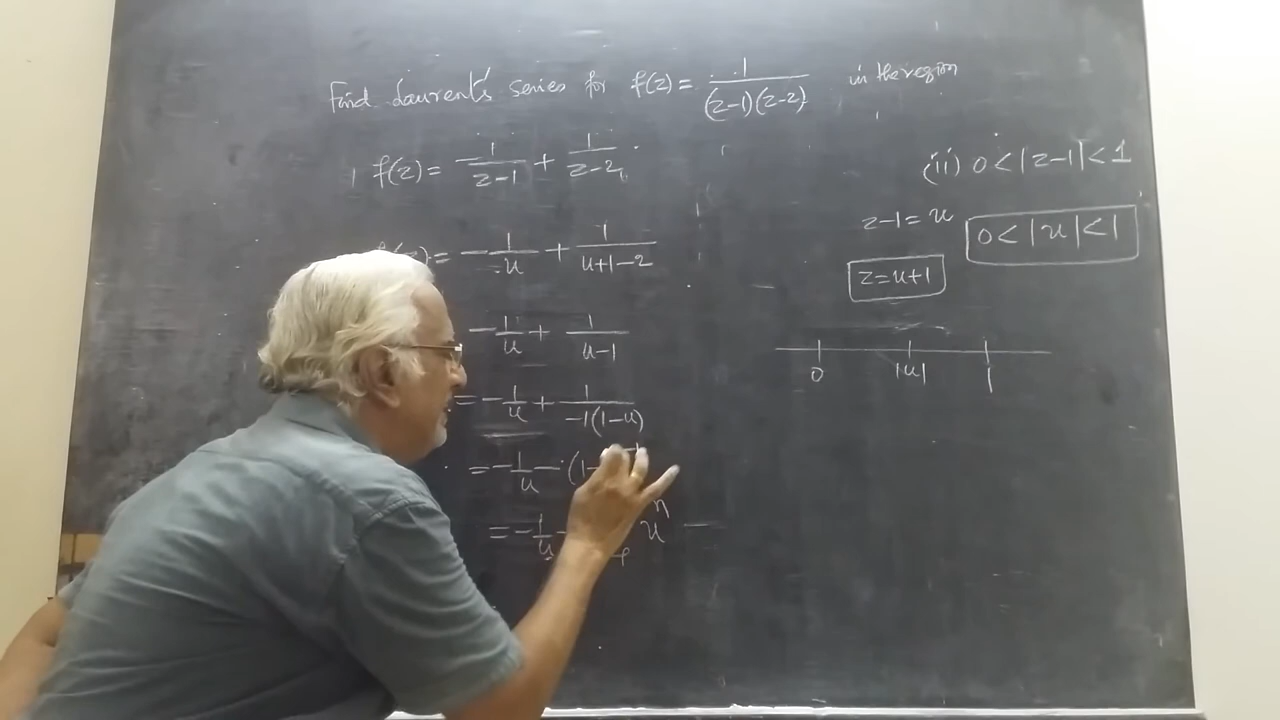 Find Laurent's series for f(z) = 1/((z-1)(z-2)) in the region
f(z) = -1/(z-1) + 1/(z-2)
(ii) 0<|z-1|<1
z-1 = u
0<|u|<1
z = u+1
= -1/u + 1/(u+1-2)
-1/u + 1/(u-1)
0 |u| 1
= -1/u + 1/(-1(1-u))
= -1/u - (1-
= -1/u - u^n -